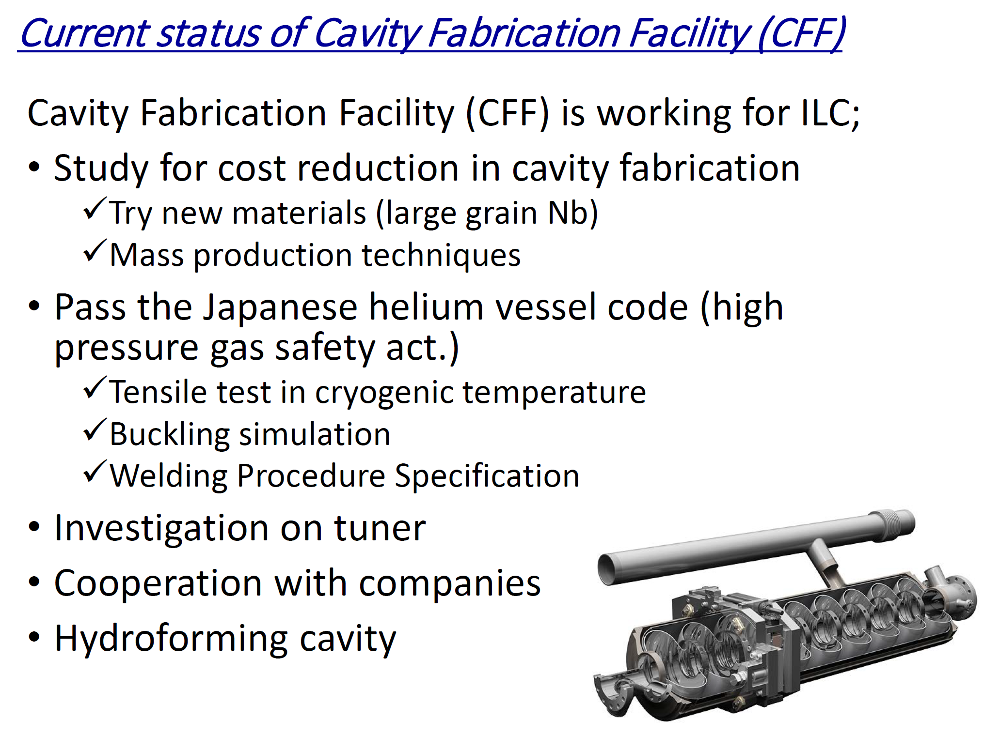 Current status of Cavity Fabrication Facility (CFF)
Cavity Fabrication Facility (CFF) is working for ILC;
• Study for cost reduction in cavity fabrication
✓Try new materials (large grain Nb)
✓Mass production techniques
• Pass the Japanese helium vessel code (high
pressure gas safety act.)
✓Tensile test in cryogenic temperature
✓Buckling simulation
✓Welding Procedure Specification
• Investigation on tuner
• Cooperation with companies
• Hydroforming cavity